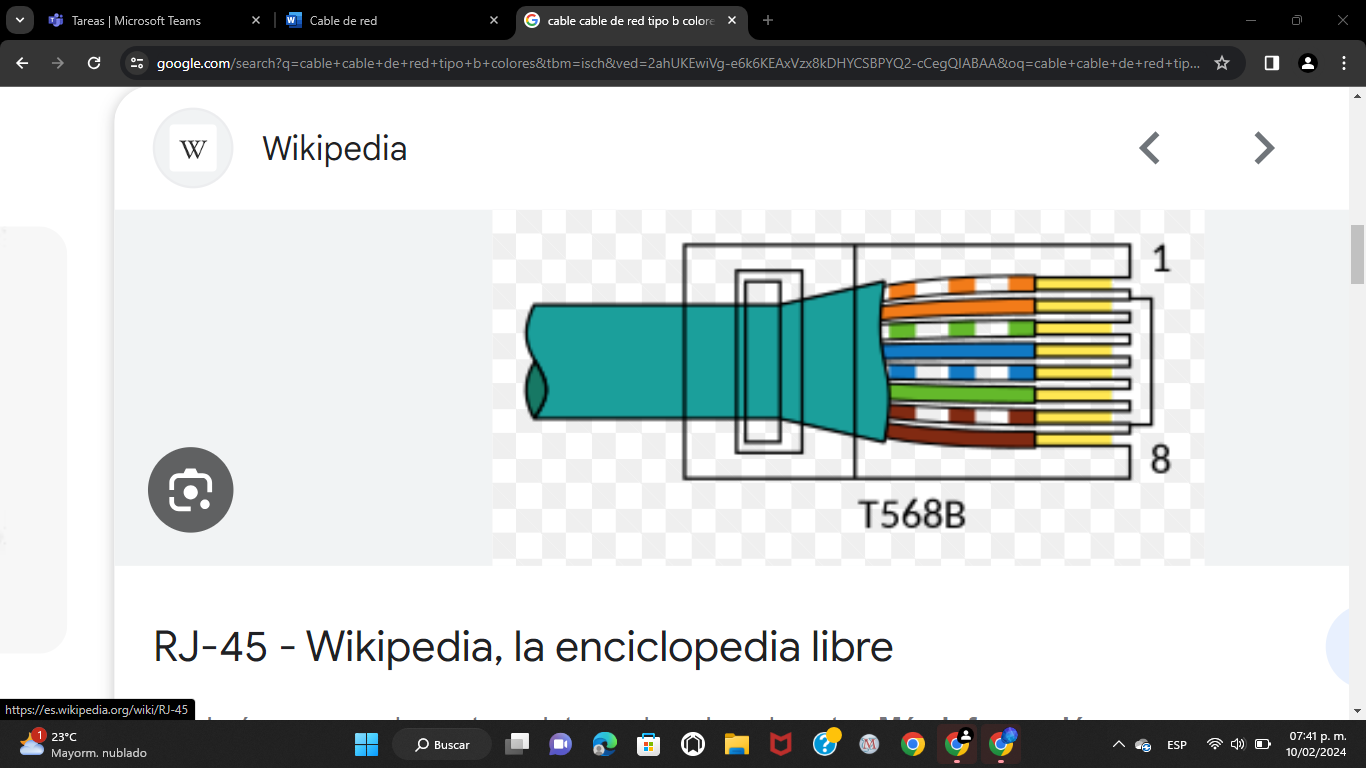 Tareas | Microsoft Teams
Cable de red
cable cable de red tipo b colore
google.com/search?q=cable+cable+de+red+tipo+b+colores&tbm=isch&ved=2ahUKEwiVg-e6k6KEAxVzx8kDHYCSBPYQ2-cCegQIABAA&oq=cable+cable+de+red+tip...
W
Wikipedia
1
8
T568B
RJ-45 - Wikipedia, la enciclopedia libre
https://es.wikipedia.org/wiki/RJ-45
1
23°C
Mayorm. nublado
Buscar
ESP
07:41 p. m.
10/02/2024